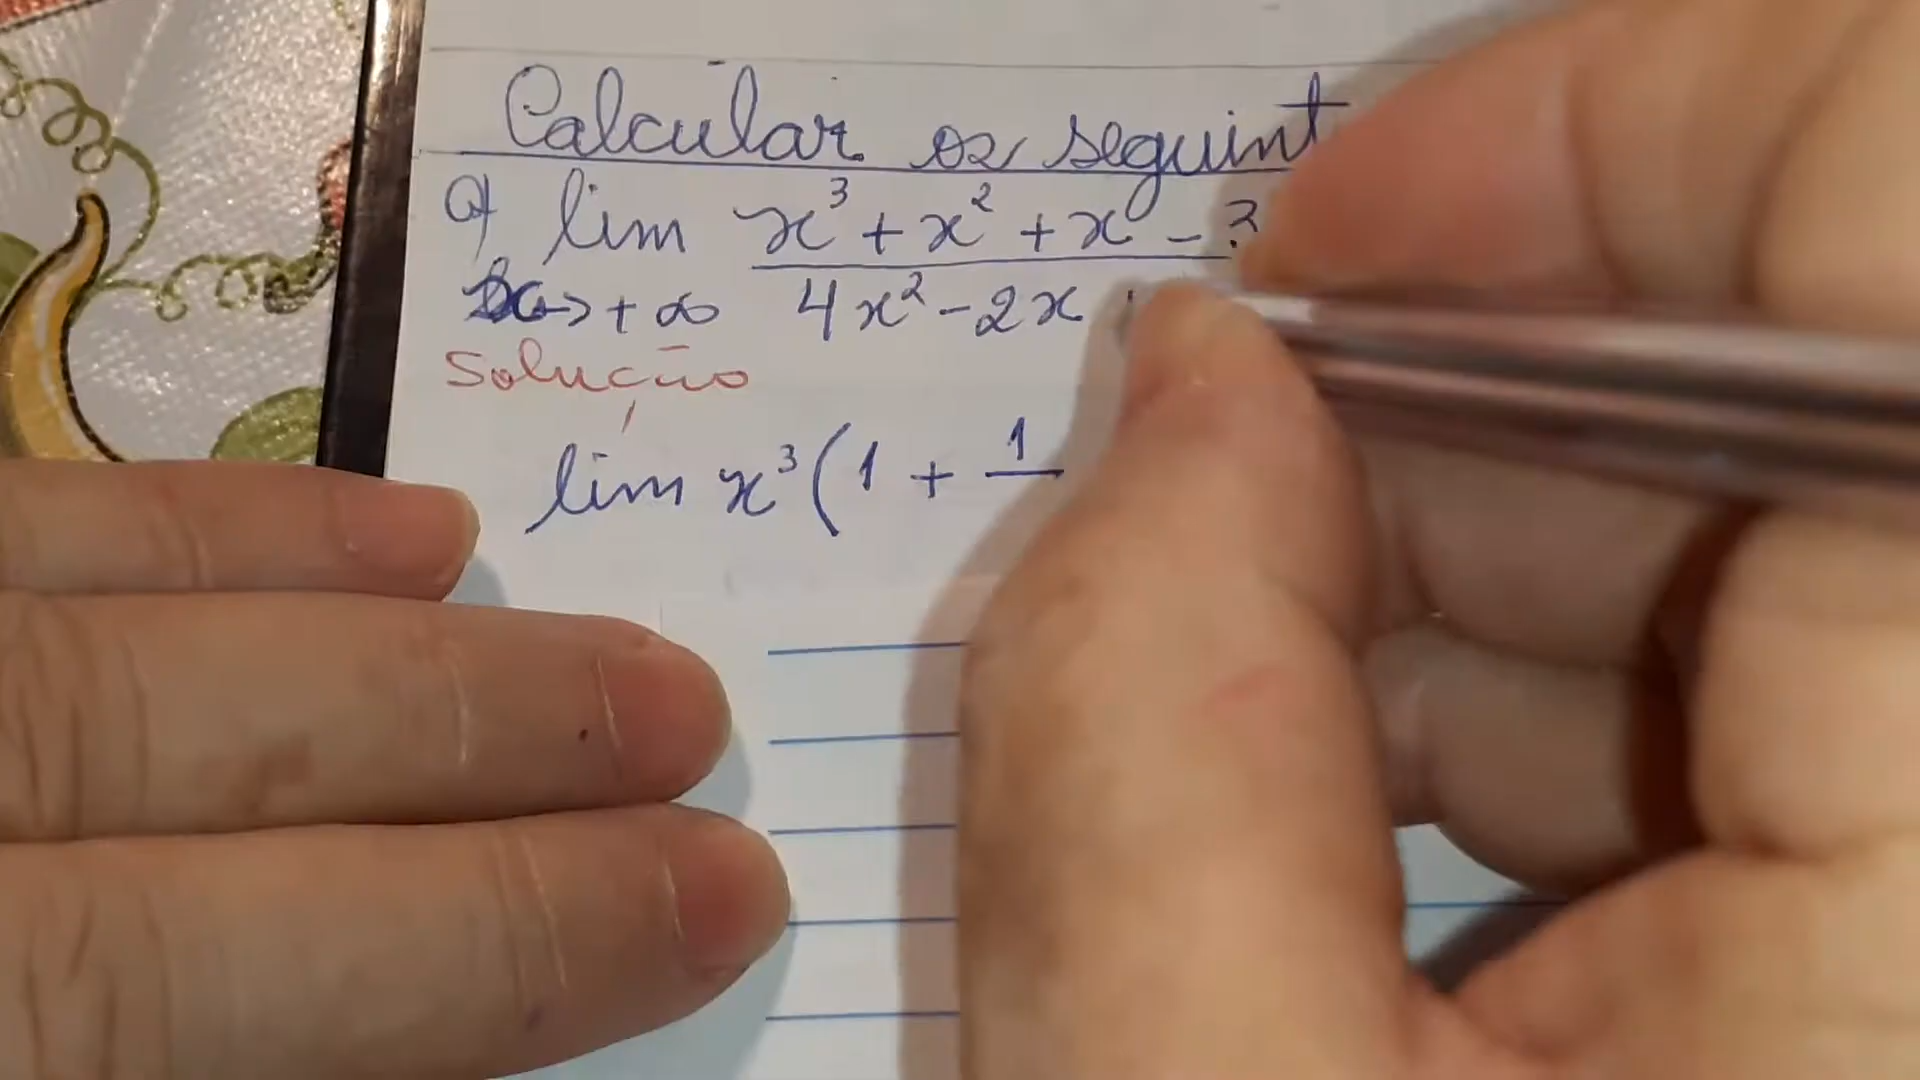 Calcular os seguint
a) lim x³ + x² + x - 3
x→+∞ 4x² - 2x
Solução
lim x³ (1 + 1